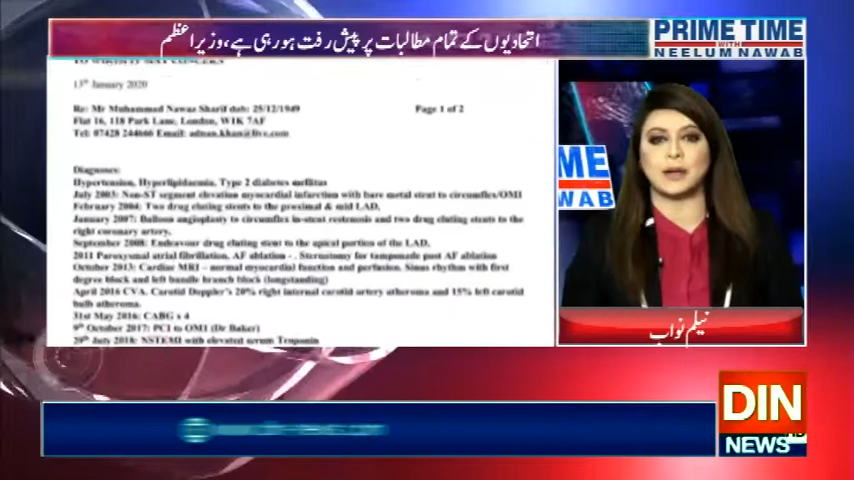 اتحادیوں کے تمام مطالبات پر پیش رفت ہو رہی ہے، وزیراعظم
PRIME TIME
WITH
NEELUM NAWAB
13th January 2020
Re: Mr Muhammad Nawaz Sharif dob: 25/12/1949
Page 1 of 2
Flat 16, 118 Park Lane, London, W1K 7AF
Tel: 07428 244666 Email: adnan.khan@live.com
Diagnoses:
Hypertension, Hyperlipidaemia, Type 2 diabetes mellitus
July 2003: Non-ST segment elevation myocardial infarction with bare metal stent to circumflex/OM1
February 2004: Two drug eluting stents to the proximal & mid LAD,
January 2007: Balloon angioplasty to circumflex in-stent restenosis and two drug eluting stents to the
right coronary artery,
September 2008: Endeavour drug eluting stent to the apical portion of the LAD,
2011 Paroxysmal atrial fibrillation, AF ablation - . Sternotomy for tamponade post AF ablation
October 2013: Cardiac MRI – normal myocardial function and perfusion. Sinus rhythm with first
degree block and left bundle branch block (longstanding)
April 2016 CVA. Carotid Doppler's 20% right internal carotid artery atheroma and 15% left carotid
bulb atheroma.
31st May 2016: CABG x 4
9th October 2017: PCI to OM1 (Dr Baker)
29th July 2018: NSTEMI with elevated serum Troponin
ME
WAB
نیلم نواب
DIN
NEWS